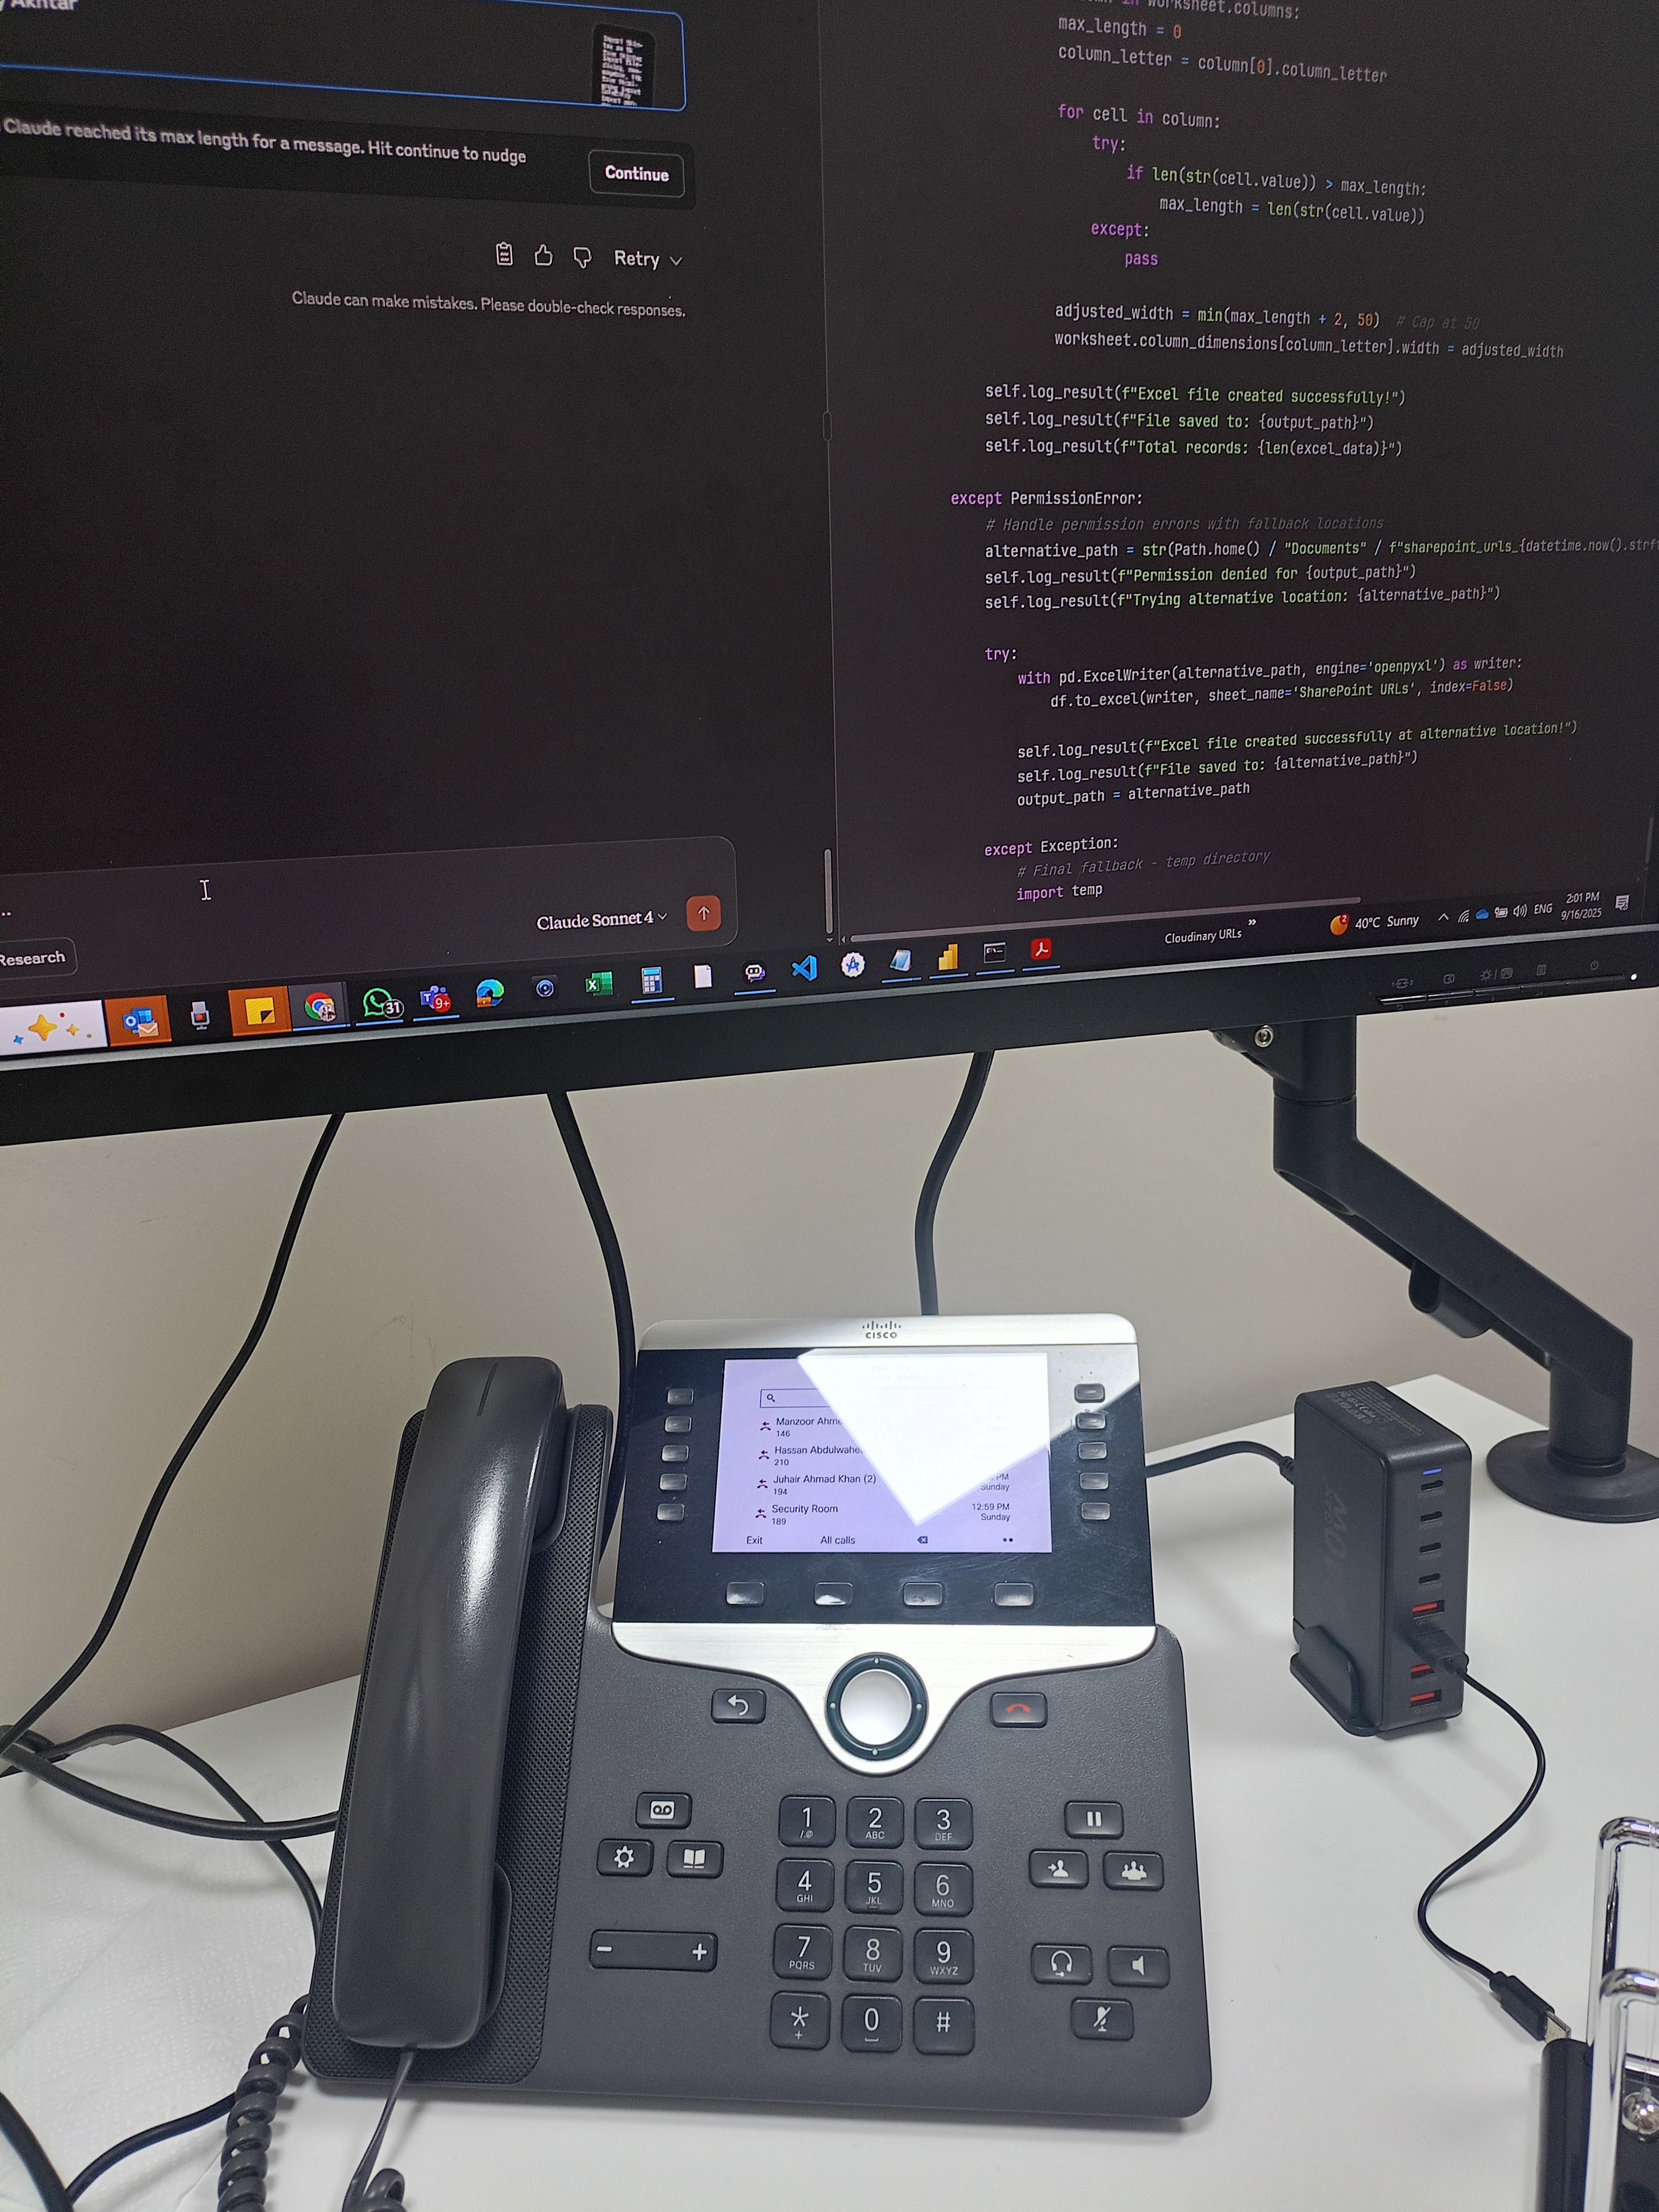 Akhtar
Claude reached its max length for a message. Hit continue to nudge
Continue
Retry
Claude can make mistakes. Please double-check responses.
Claude Sonnet 4
Research
in worksheet.columns:
max_length = 0
column_letter = column[0].column_letter
for cell in column:
try:
if len(str(cell.value)) > max_length:
max_length = len(str(cell.value))
except:
pass
adjusted_width = min(max_length + 2, 50) # Cap at 50
worksheet.column_dimensions[column_letter].width = adjusted_width
self.log_result(f"Excel file created successfully!")
self.log_result(f"File saved to: {output_path}")
self.log_result(f"Total records: {len(excel_data)}")
except PermissionError:
# Handle permission errors with fallback locations
alternative_path = str(Path.home() / "Documents" / f"sharepoint_urls_{datetime.now().strf
self.log_result(f"Permission denied for {output_path}")
self.log_result(f"Trying alternative location: {alternative_path}")
try:
with pd.ExcelWriter(alternative_path, engine='openpyxl') as writer:
df.to_excel(writer, sheet_name='SharePoint URLs', index=False)
self.log_result(f"Excel file created successfully at alternative location!")
self.log_result(f"File saved to: {alternative_path}")
output_path = alternative_path
except Exception:
# Final fallback - temp directory
import temp
31
9+
Cloudinary URLs
»
2
40°C Sunny
ENG
2:01 PM
9/16/2025
CISCO
Manzoor Ahm
146
Hassan Abdulwahe
210
Juhair Ahmad Khan (2)
194
PM
Sunday
Security Room
189
12:59 PM
Sunday
Exit
All calls
1
/.@
2
ABC
3
DEF
4
GHI
5
JKL
6
MNO
7
PQRS
8
TUV
9
WXYZ
*
+
0
#
- +